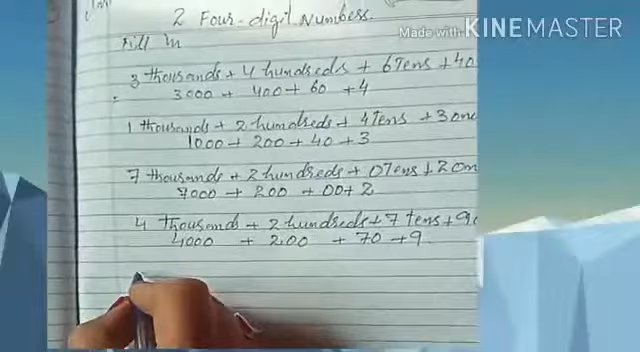 2 Four-digit Numbers.
Fill in
3 thousands + 4 hundreds + 6 Tens + 40
3000 + 400 + 60 + 4
1 thousands + 2 hundreds + 4 Tens + 3 one
1000 + 200 + 40 + 3
7 thousands + 2 hundreds + 0 Tens + 2 on
7000 + 200 + 00 + 2
4 thousands + 2 hundreds + 7 tens + 9
4000 + 200 + 70 + 9
Made with KINEMASTER